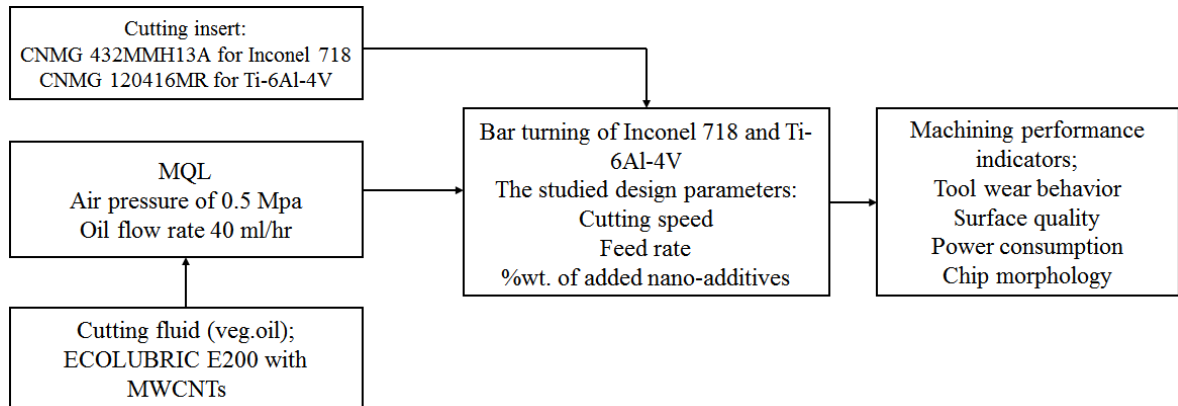 Cutting insert:
CNMG 432MMH13A for Inconel 718
CNMG 120416MR for Ti-6Al-4V
MQL
Air pressure of 0.5 Mpa
Oil flow rate 40 ml/hr
Cutting fluid (veg.oil);
ECOLUBRIC E200 with
MWCNTs
Bar turning of Inconel 718 and Ti-
6Al-4V
The studied design parameters:
Cutting speed
Feed rate
%wt. of added nano-additives
Machining performance
indicators;
Tool wear behavior
Surface quality
Power consumption
Chip morphology